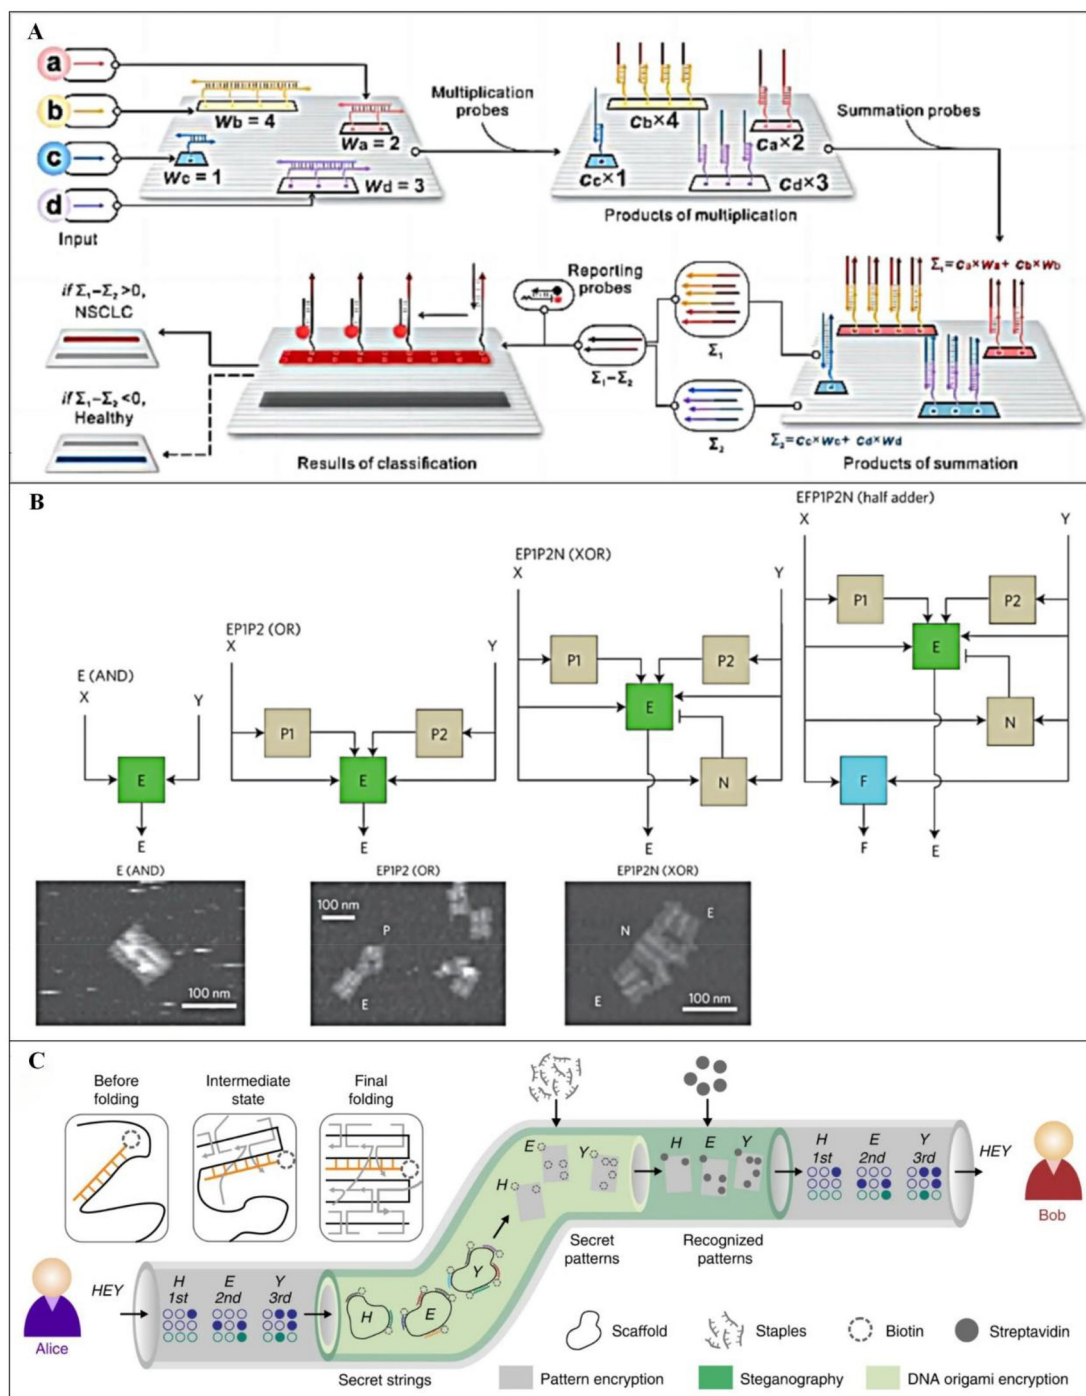 A
a
b
c
d
Input
Wb = 4
Wa = 2
Wc = 1
Wd = 3
Multiplication
probes
Cb×4
Ca×2
Cc×1
Cd×3
Products of multiplication
Summation probes
Σ1=Ca×Wa+ Cb×Wb
Σ2=Cc×Wc+ Cd×Wd
Products of summation
Σ1
Σ2
Σ1−Σ2
Reporting
probes
Results of classification
if Σ1−Σ2 >0,
NSCLC
if Σ1−Σ2 <0,
Healthy
B
E (AND)
X Y
E
E
EP1P2 (OR)
X Y
P1 P2
E
E
EP1P2N (XOR)
X Y
P1 P2
E
N
E
EFP1P2N (half adder)
X Y
P1 P2
E
N
F
F E
E (AND)
100 nm
EP1P2 (OR)
100 nm
P
E
EP1P2N (XOR)
N E
E
100 nm
C
Before
folding
Intermediate
state
Final
folding
Alice
HEY
H E Y
1st 2nd 3rd
H E Y
Secret strings
H E Y
Secret
patterns
H E Y
Recognized
patterns
H E Y
1st 2nd 3rd
HEY
Bob
Scaffold Staples Biotin Streptavidin
Pattern encryption Steganography DNA origami encryption